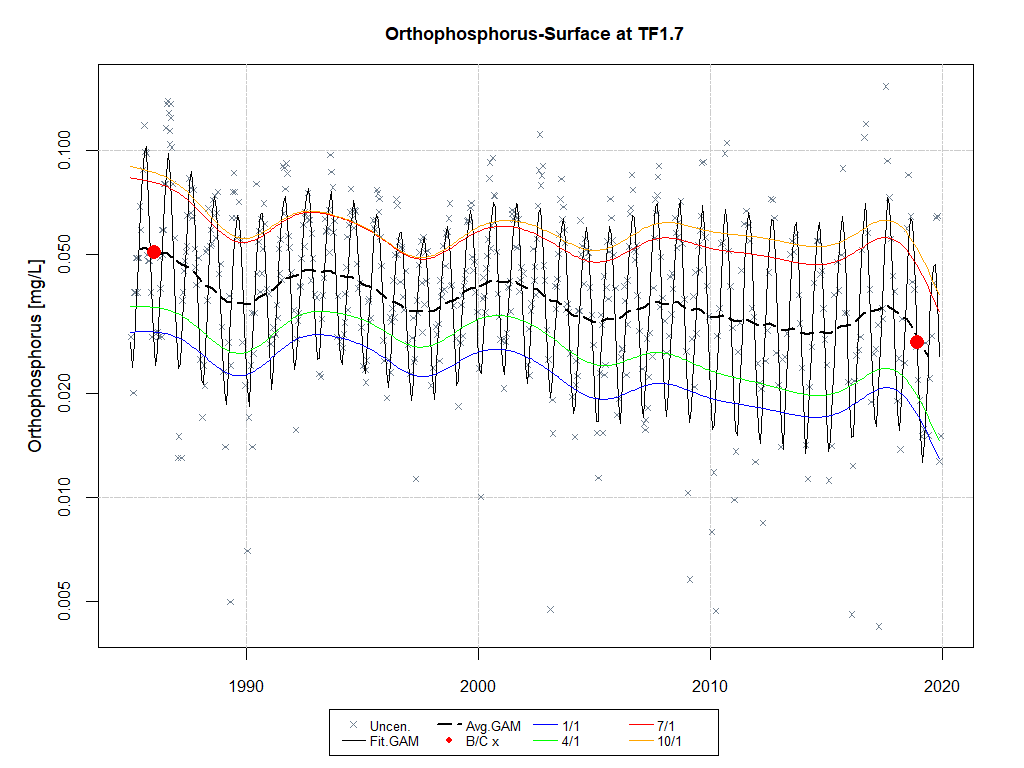 Orthophosphorus-Surface at TF1.7
Orthophosphorus [mg/L]
0.100
0.050
0.020
0.010
0.005
1990 2000 2010 2020
Uncen. Avg.GAM 1/1 7/1
Fit.GAM B/C x 4/1 10/1